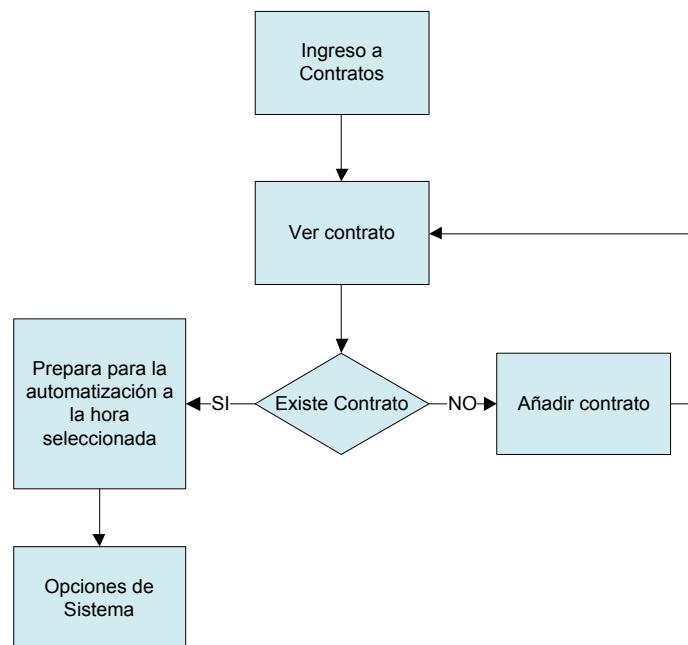 Ingreso a
Contratos
Ver contrato
Prepara para la
automatización a
la hora
seleccionada
SI
Existe Contrato
NO
Añadir contrato
Opciones de
Sistema